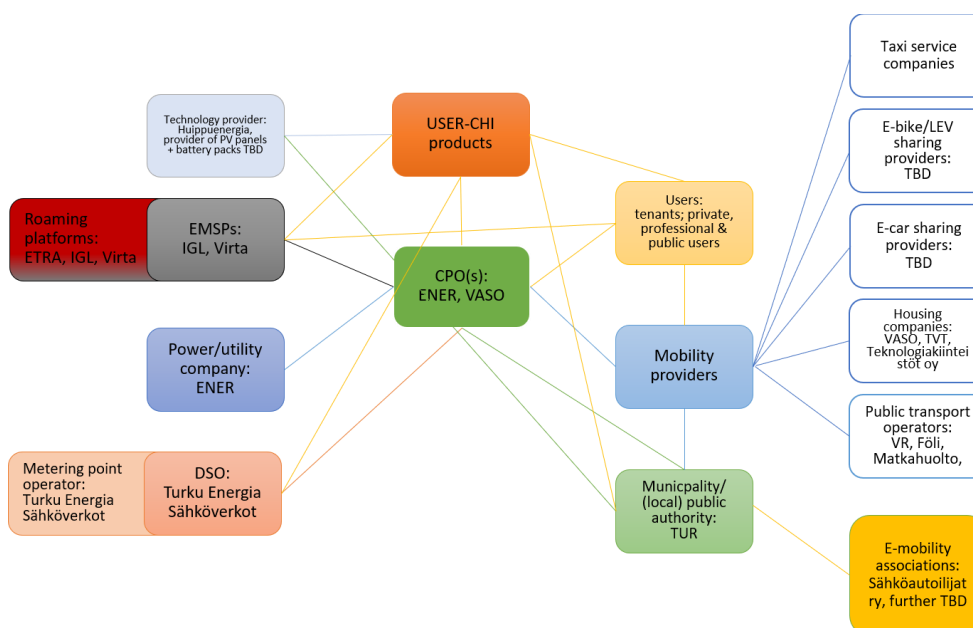 Taxi service
companies
Technology provider:
Huippuenergia,
provider of PV panels
+ battery packs TBD
USER-CHI
products
E-bike/LEV
sharing
providers:
TBD
Roaming
platforms:
ETRA, IGL, Virta
EMSPs:
IGL, Virta
Users:
tenants; private,
professional &
public users
E-car sharing
providers:
TBD
CPO(s):
ENER, VASO
Power/utility
company:
ENER
Mobility
providers
Housing
companies:
VASO, TVT,
Teknologiakiintei
stöt oy
Public transport
operators:
VR, Föli,
Matkahuolto,
Metering point
operator:
Turku Energia
Sähköverkot
DSO:
Turku Energia
Sähköverkot
Municpality/
(local) public
authority:
TUR
E-mobility
associations:
Sähköautoilijat
ry, further TBD